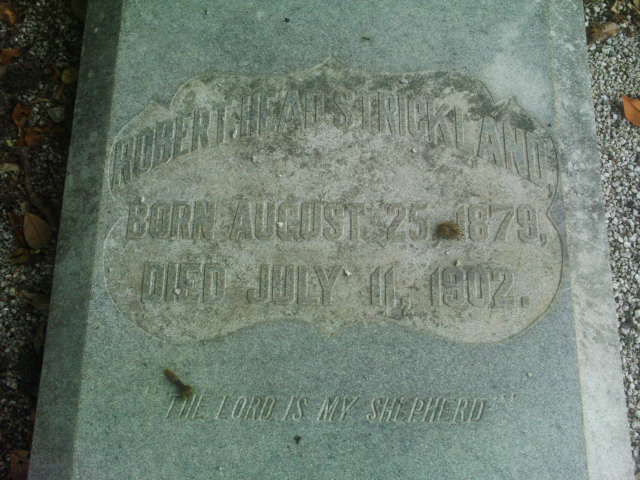 ROBERT HEAD STRICKLAND,
BORN AUGUST 25, 1879,
DIED JULY 11, 1902.
"THE LORD IS MY SHEPHERD"